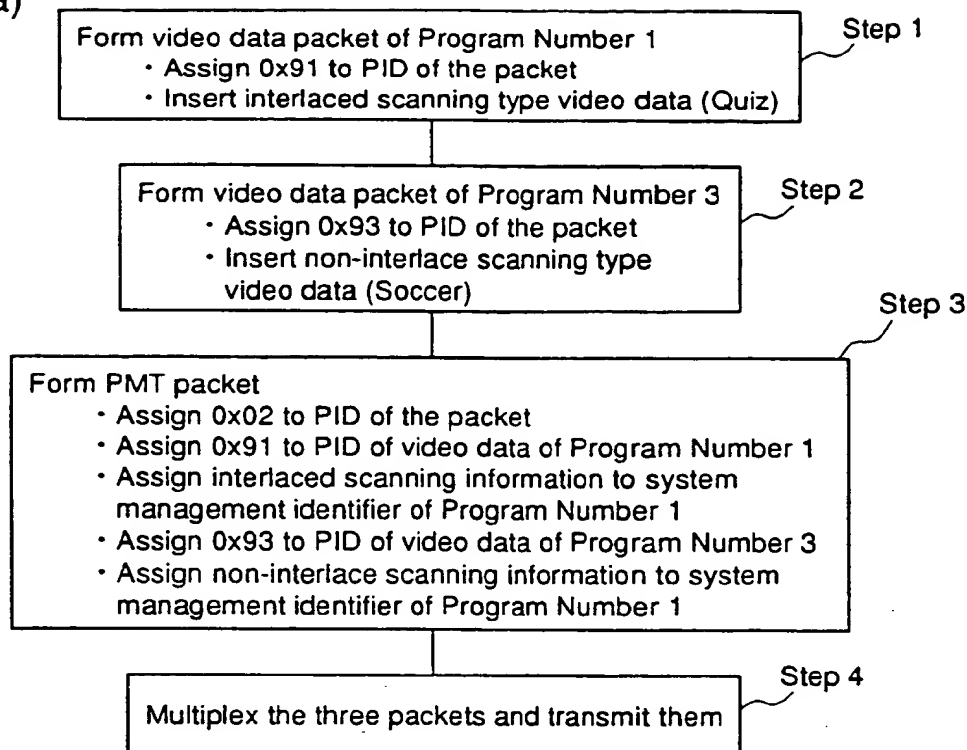 a)
Form video data packet of Program Number 1
· Assign 0x91 to PID of the packet
· Insert interlaced scanning type video data (Quiz)
Step 1
Form video data packet of Program Number 3
· Assign 0x93 to PID of the packet
· Insert non-interlace scanning type
video data (Soccer)
Step 2
Form PMT packet
· Assign 0x02 to PID of the packet
· Assign 0x91 to PID of video data of Program Number 1
· Assign interlaced scanning information to system
management identifier of Program Number 1
· Assign 0x93 to PID of video data of Program Number 3
· Assign non-interlace scanning information to system
management identifier of Program Number 1
Step 3
Multiplex the three packets and transmit them
Step 4